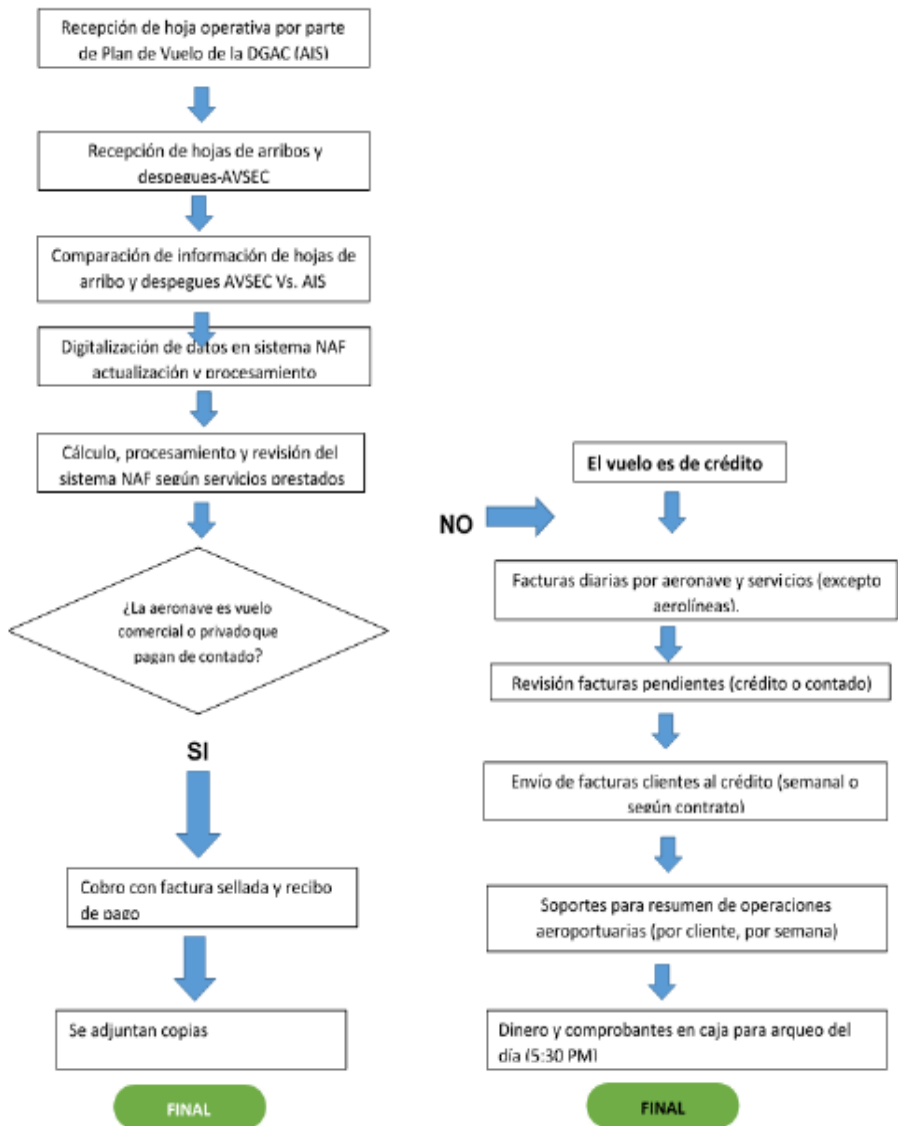 Recepción de hoja operativa por parte
de Plan de Vuelo de la DGAC (AIS)
Recepción de hojas de arribos y
despegues-AVSEC
Comparación de información de hojas de
arribo y despegues AVSEC Vs. AIS
Digitalización de datos en sistema NAF
actualización y procesamiento
Cálculo, procesamiento y revisión del
sistema NAF según servicios prestados
¿La aeronave es vuelo
comercial o privado que
pagan de contado?
SI
Cobro con factura sellada y recibo
de pago
Se adjuntan copias
FINAL
El vuelo es de crédito
NO
Facturas diarias por aeronave y servicios (excepto
aerolíneas).
Revisión facturas pendientes (crédito o contado)
Envío de facturas clientes al crédito (semanal o
según contrato)
Soportes para resumen de operaciones
aeroportuarias (por cliente, por semana)
Dinero y comprobantes en caja para arqueo del
día (5:30 PM)
FINAL